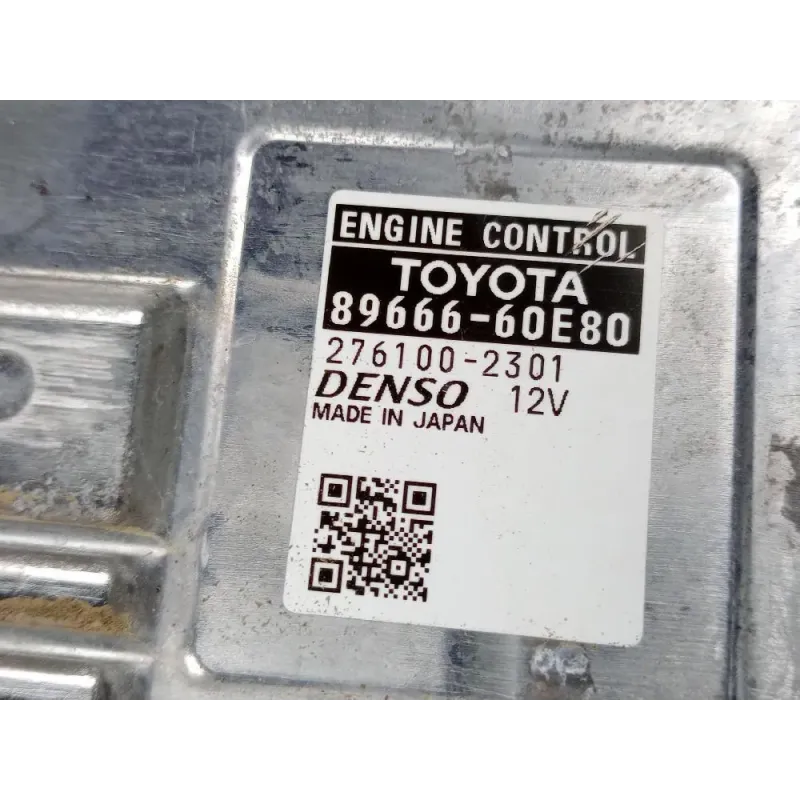 ENGINE CONTROL
TOYOTA
89666-60E80
276100-2301
DENSO 12V
MADE IN JAPAN